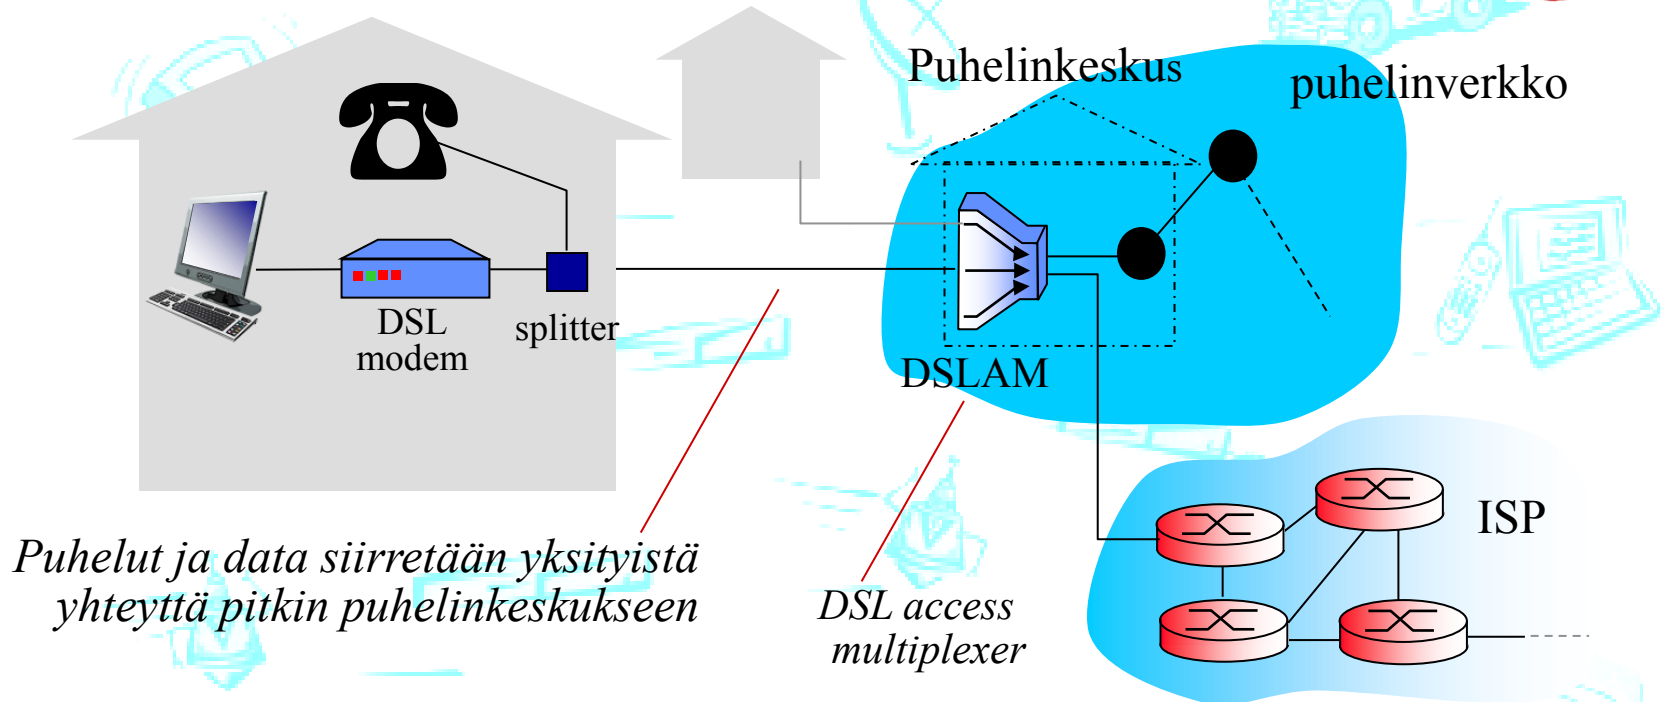 Puhelinkeskus
puhelinverkko
DSL
modem
splitter
DSLAM
ISP
Puhelut ja data siirretään yksityistä
yhteyttä pitkin puhelinkeskukseen
DSL access
multiplexer